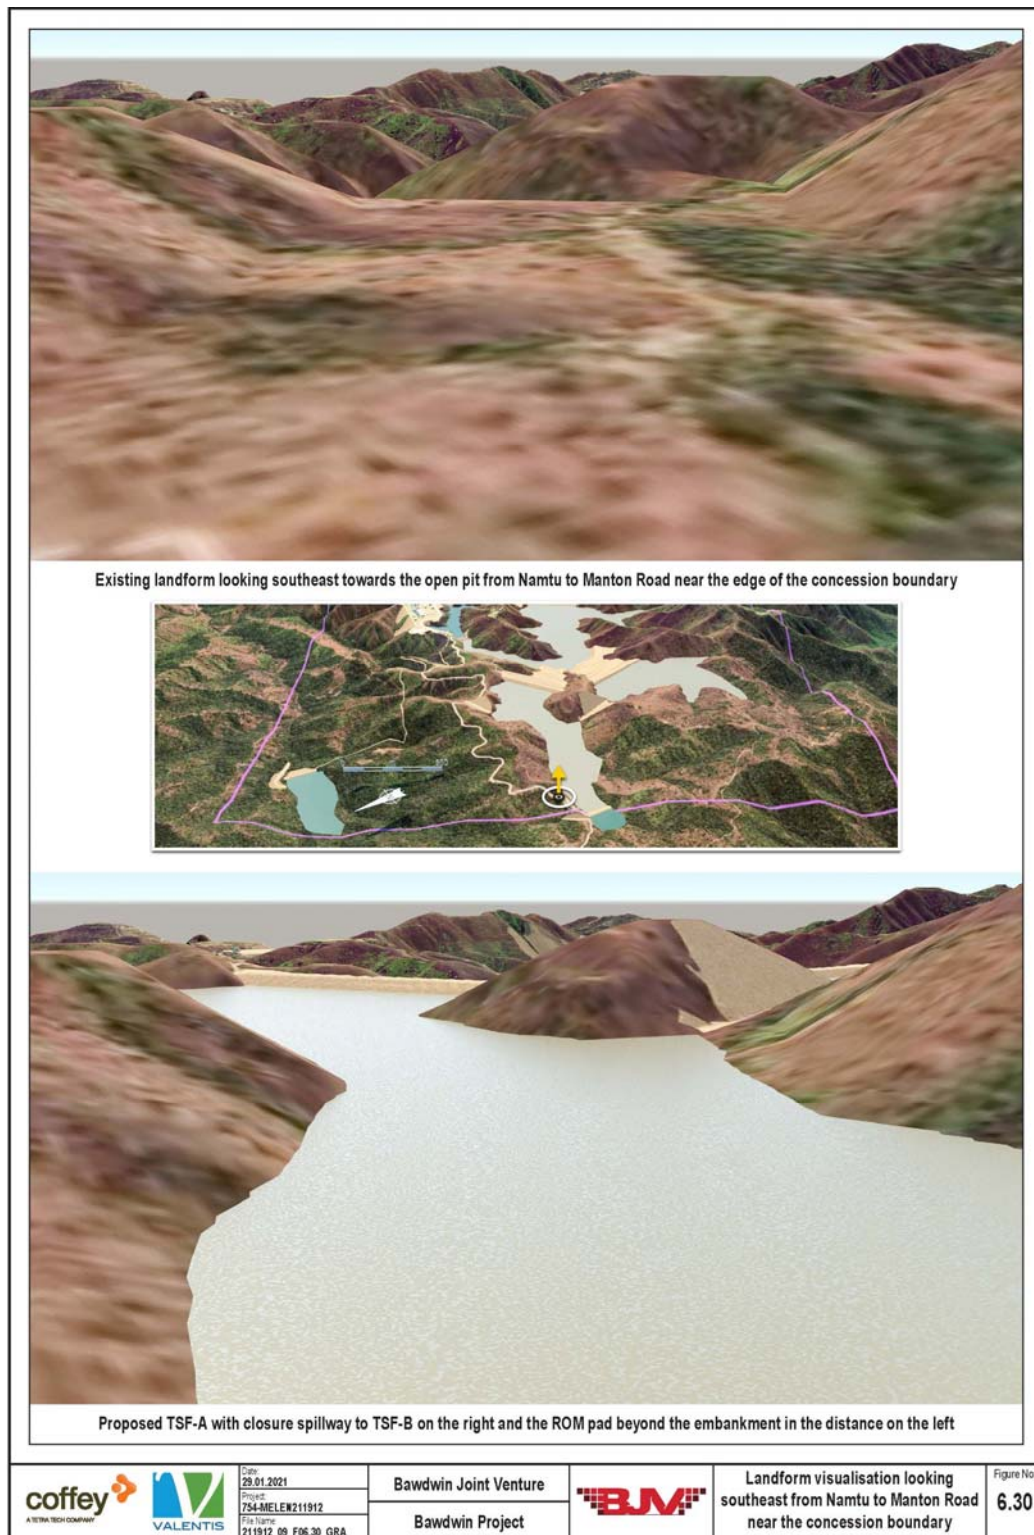 Existing landform looking southeast towards the open pit from Namtu to Manton Road near the edge of the concession boundary
Proposed TSF-A with closure spillway to TSF-B on the right and the ROM pad beyond the embankment in the distance on the left
coffey
A TETRA TECH COMPANY
VALENTIS
Date:
29.01.2021
Project:
754-MELEN211912
File Name:
211912_09_F06.30_GRA
Bawdwin Joint Venture
Bawdwin Project
BJV
Landform visualisation looking
southeast from Namtu to Manton Road
near the concession boundary
Figure No:
6.30